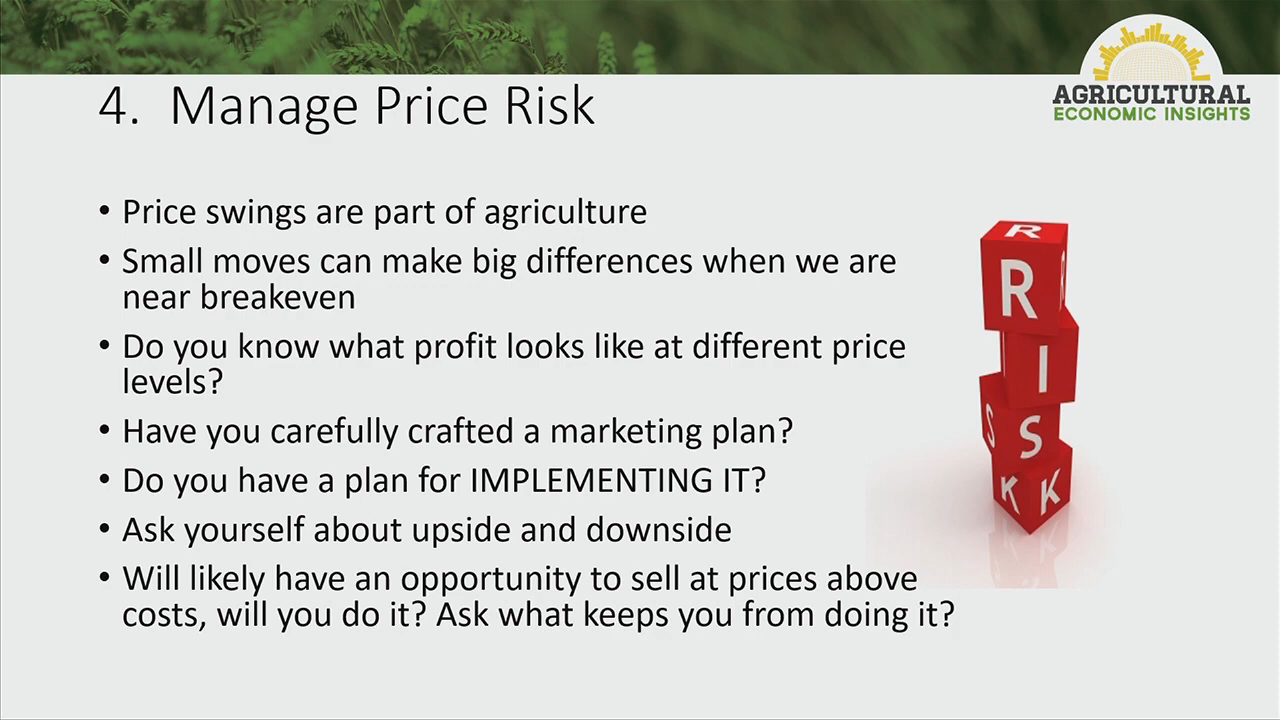 AGRICULTURAL
ECONOMIC INSIGHTS
4. Manage Price Risk
• Price swings are part of agriculture
• Small moves can make big differences when we are
near breakeven
• Do you know what profit looks like at different price
levels?
• Have you carefully crafted a marketing plan?
• Do you have a plan for IMPLEMENTING IT?
• Ask yourself about upside and downside
• Will likely have an opportunity to sell at prices above
costs, will you do it? Ask what keeps you from doing it?
R
R R
I I
S S
K K